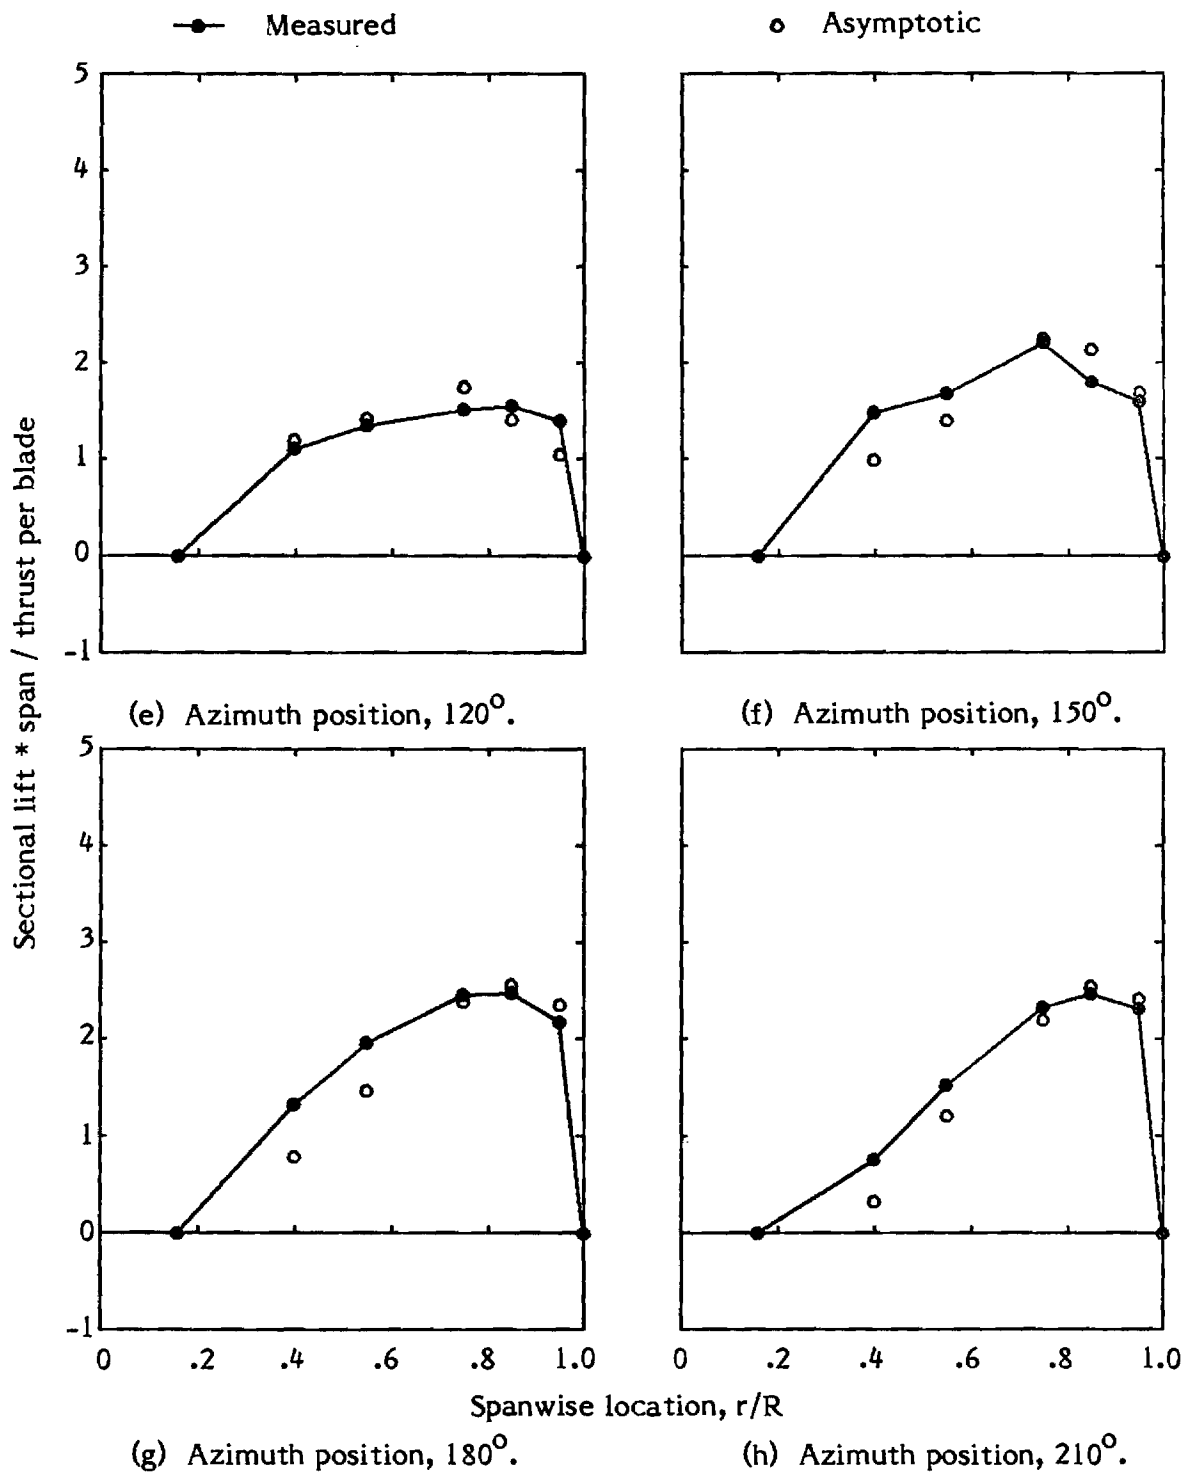 Measured
Asymptotic
Sectional lift * span / thrust per blade
5
4
3
2
1
0
-1
(e) Azimuth position, 120°.
(f) Azimuth position, 150°.
5
4
3
2
1
0
-1
0 .2 .4 .6 .8 1.0
0 .2 .4 .6 .8 1.0
Spanwise location, r/R
(g) Azimuth position, 180°.
(h) Azimuth position, 210°.